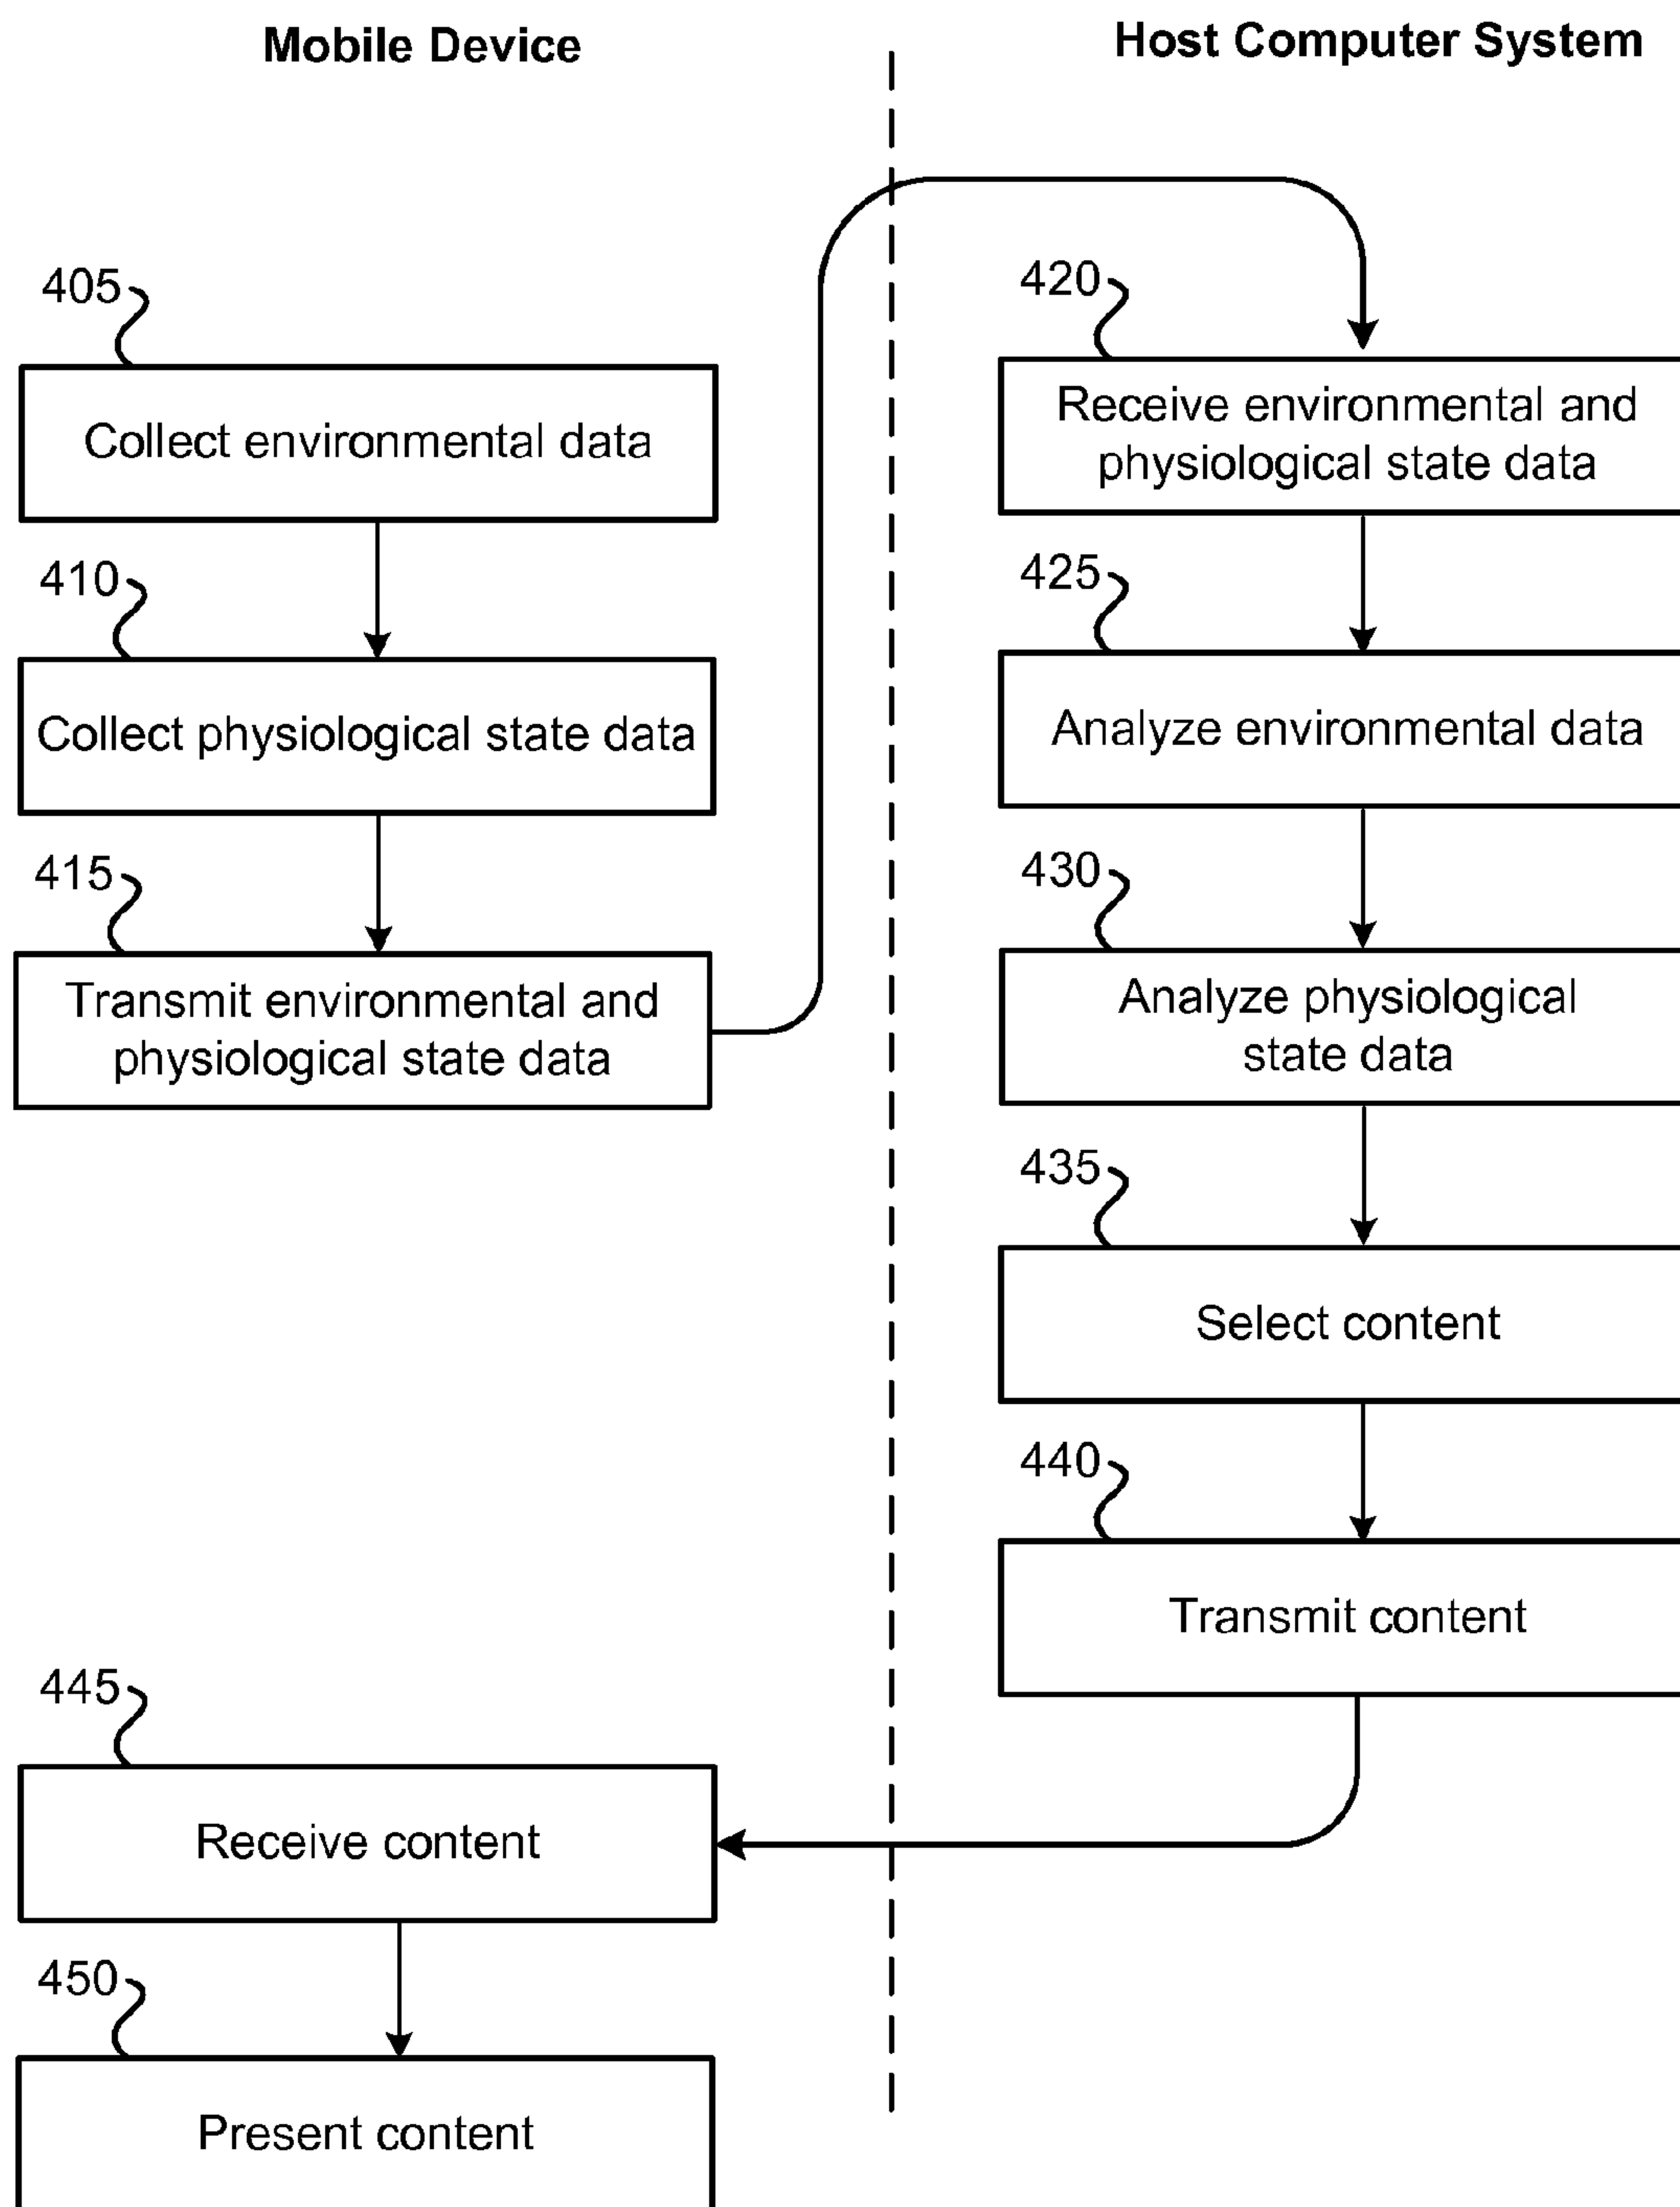 Mobile Device
Host Computer System
405
Collect environmental data
410
Collect physiological state data
415
Transmit environmental and
physiological state data
420
Receive environmental and
physiological state data
425
Analyze environmental data
430
Analyze physiological
state data
435
Select content
440
Transmit content
445
Receive content
450
Present content